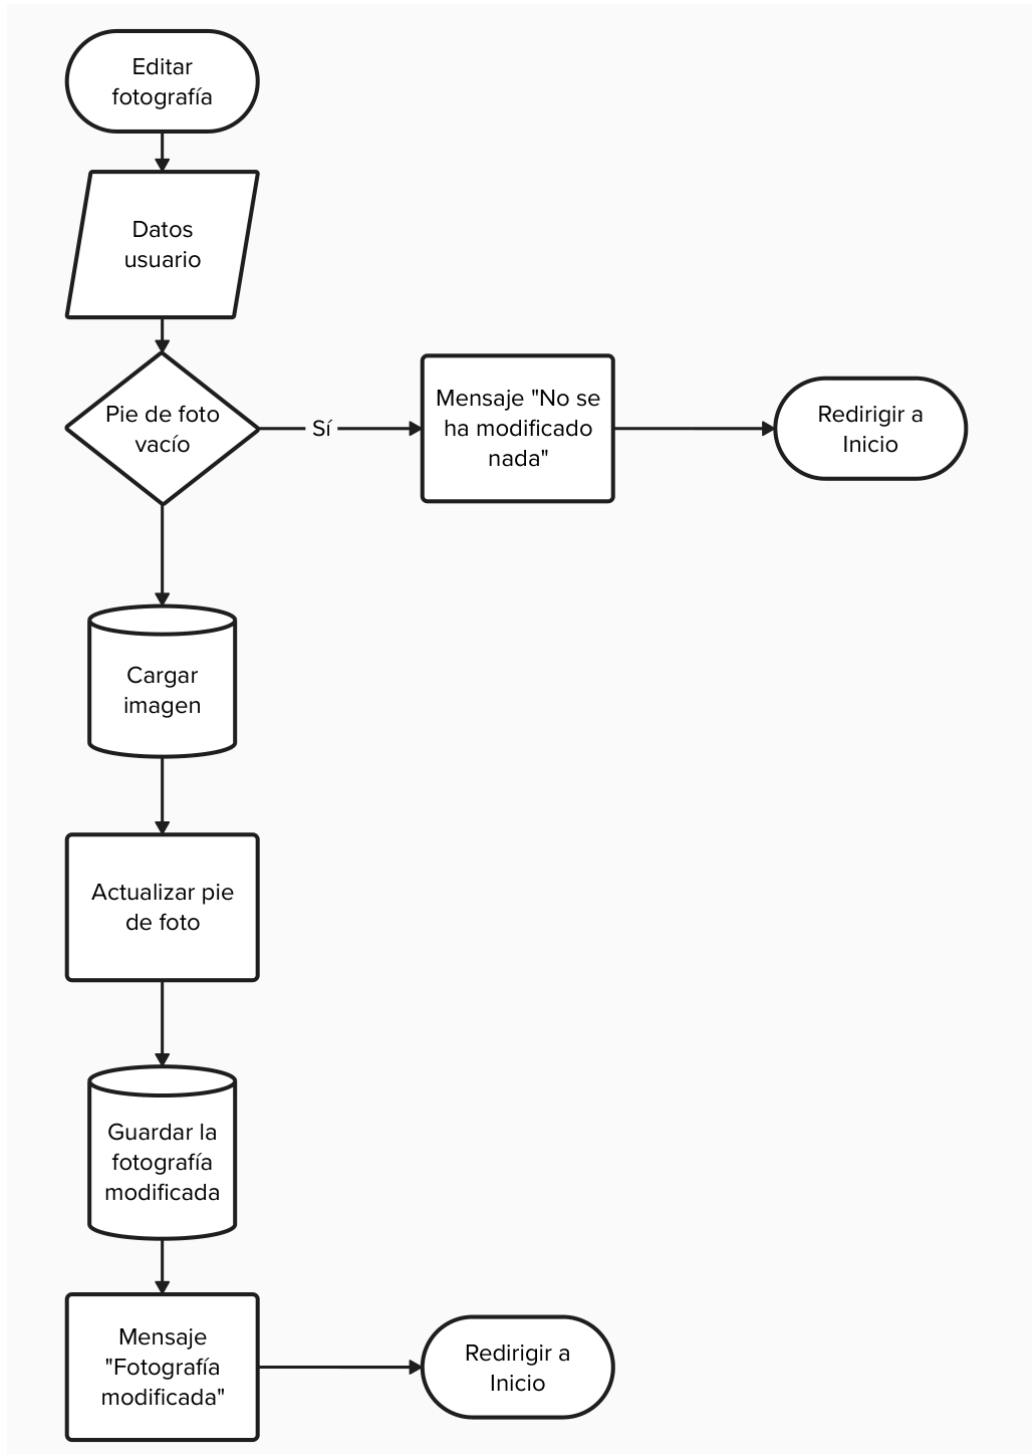 Editar
fotografía
Datos
usuario
Pie de foto
vacío
Sí
Mensaje "No se
ha modificado
nada"
Redirigir a
Inicio
Cargar
imagen
Actualizar pie
de foto
Guardar la
fotografía
modificada
Mensaje
"Fotografía
modificada"
Redirigir a
Inicio